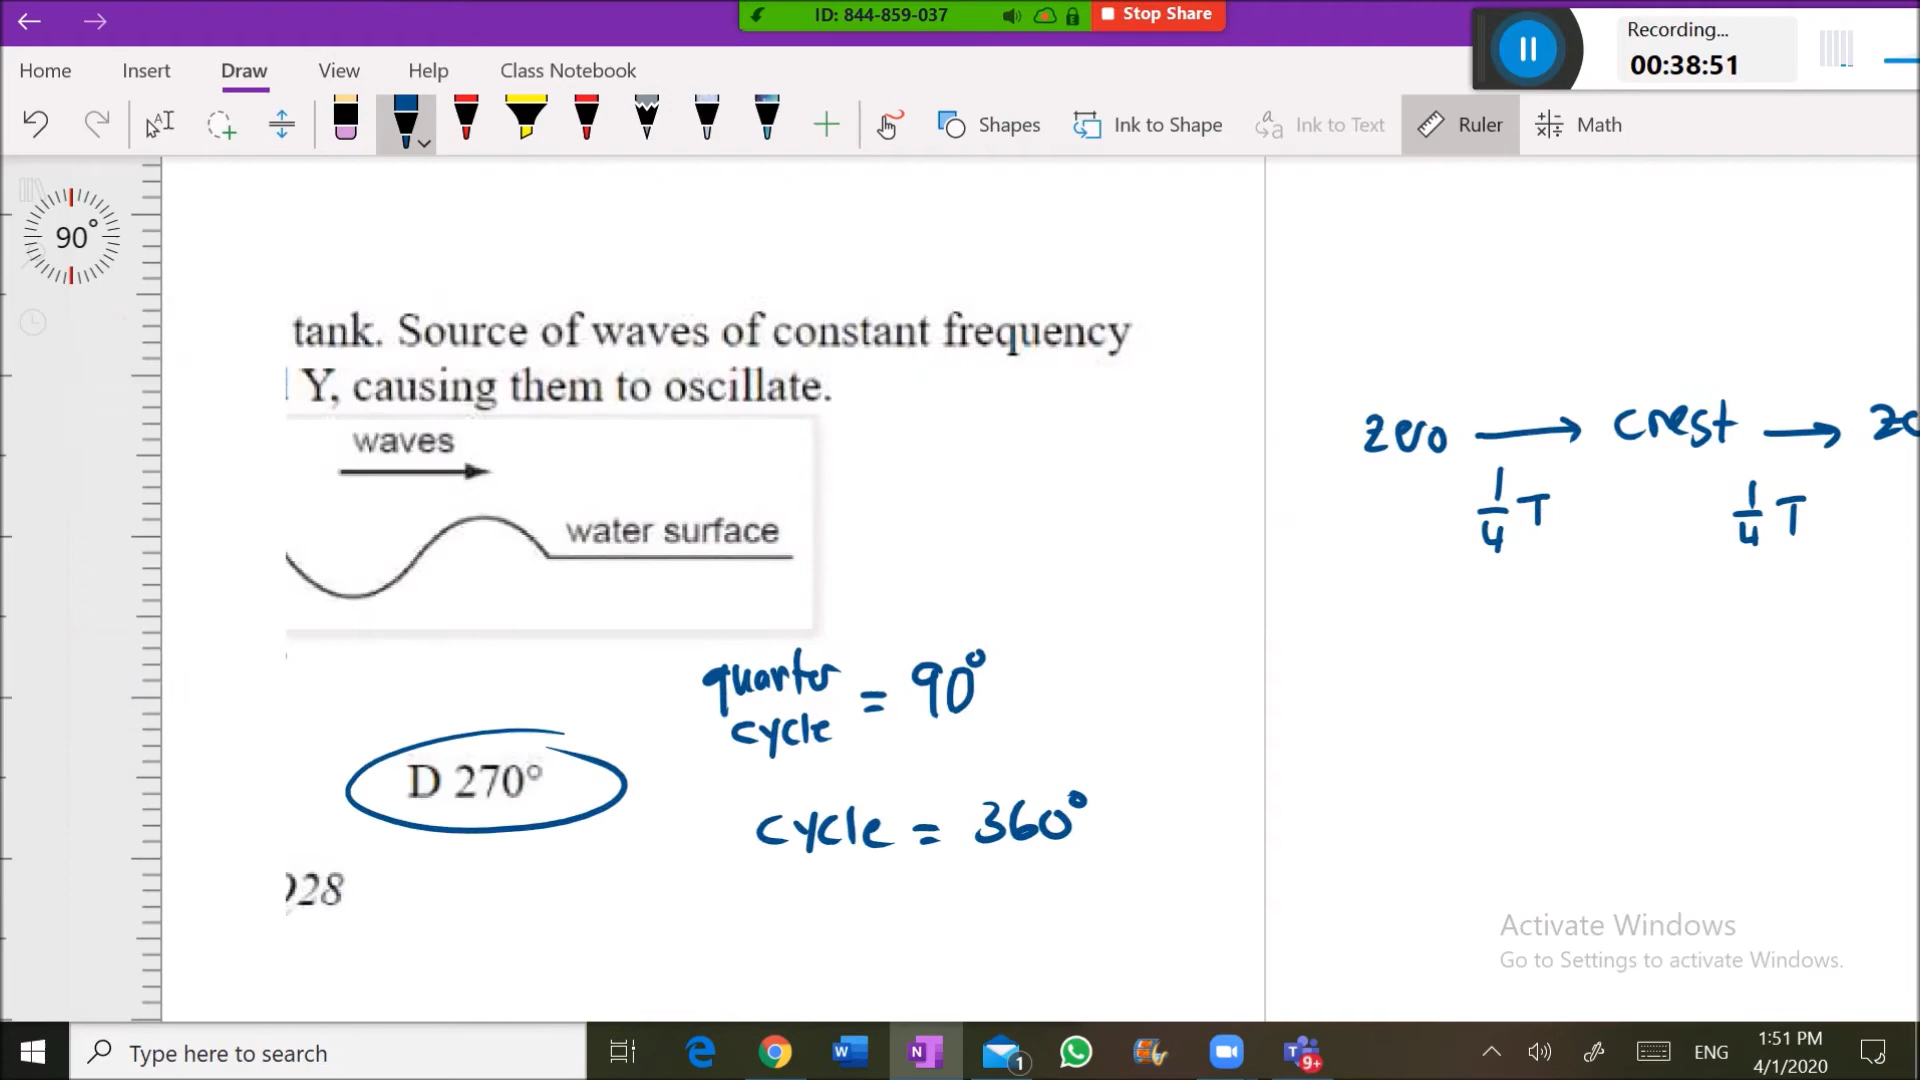 ID: 844-859-037
Stop Share
Recording...
00:38:51
Home
Insert
Draw
View
Help
Class Notebook
Shapes
Ink to Shape
Ink to Text
Ruler
Math
90°
tank. Source of waves of constant frequency
Y, causing them to oscillate.
waves
water surface
zero → crest →
1/4 T
1/4 T
quarter
cycle
= 90°
D 270°
cycle = 360°
28
Activate Windows
Go to Settings to activate Windows.
Type here to search
1
9+
ENG
1:51 PM
4/1/2020